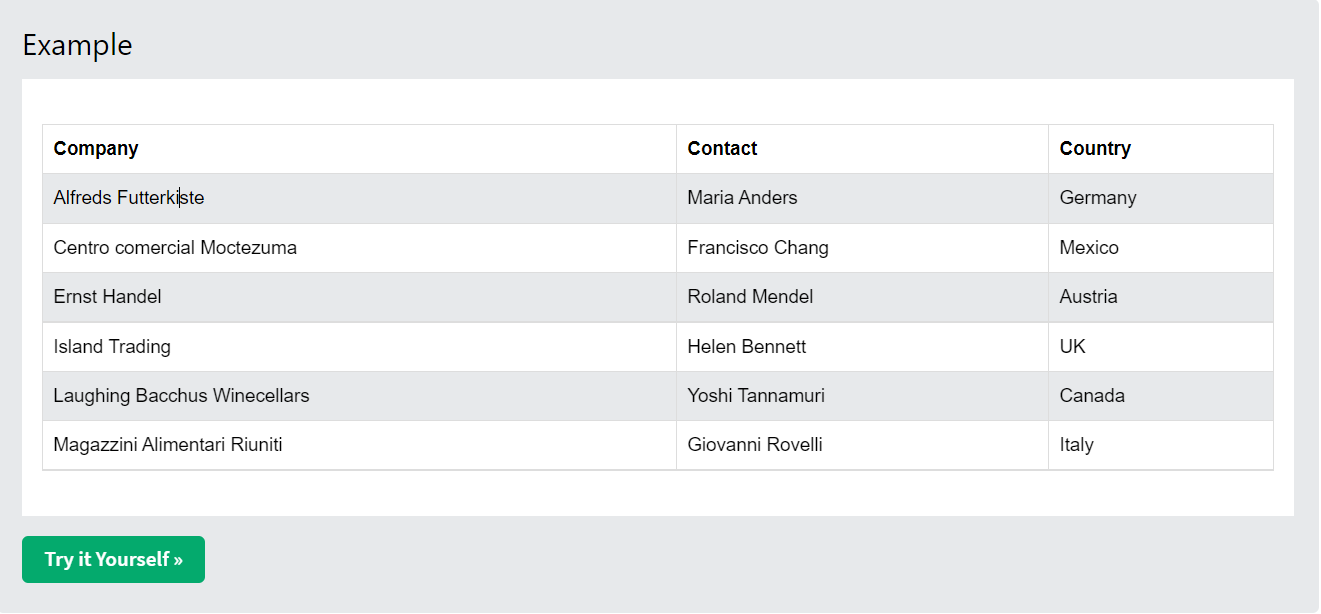 Example
Company Contact Country
Alfreds Futterkiste Maria Anders Germany
Centro comercial Moctezuma Francisco Chang Mexico
Ernst Handel Roland Mendel Austria
Island Trading Helen Bennett UK
Laughing Bacchus Winecellars Yoshi Tannamuri Canada
Magazzini Alimentari Riuniti Giovanni Rovelli Italy
Try it Yourself »